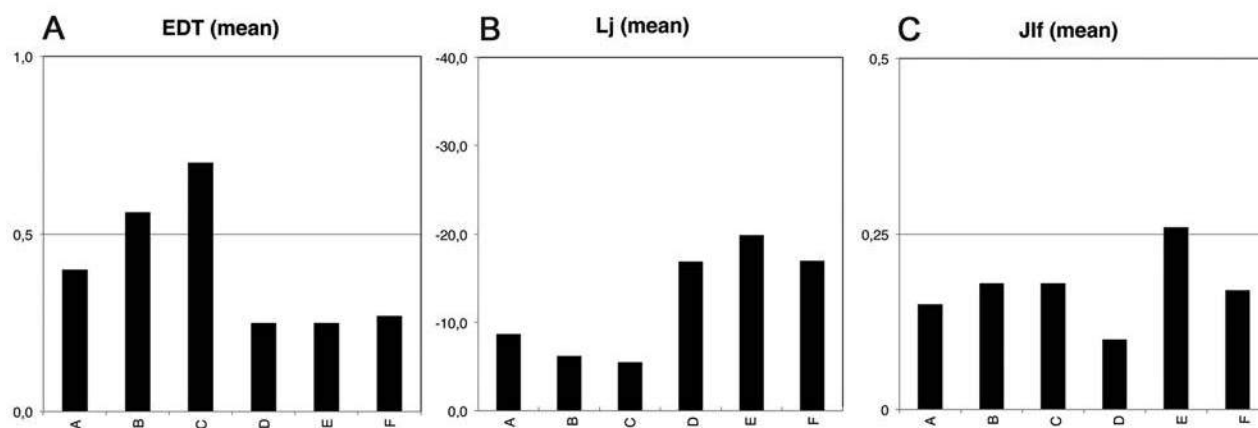 A
EDT (mean)
1,0
0,5
0,0
A B C D E F
B
Lj (mean)
-40,0
-30,0
-20,0
-10,0
0,0
A B C D E F
C
Jlf (mean)
0,5
0,25
0
A B C D E F